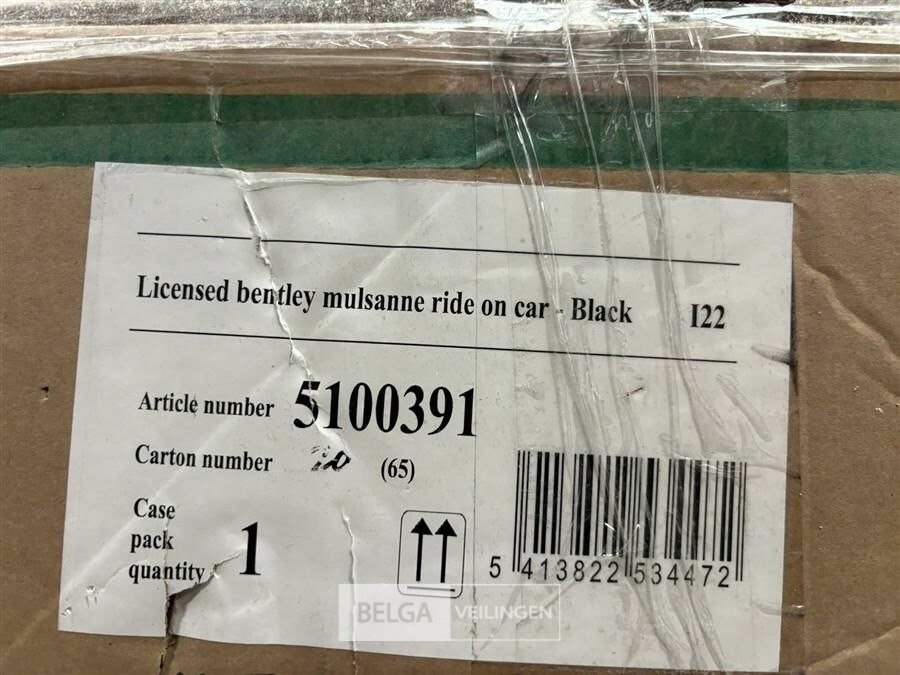 Licensed bentley mulsanne ride on car - Black I22
Article number 5100391
Carton number (65)
Case
pack
quantity 1
5 413822 534472
BELGA VEILINGEN